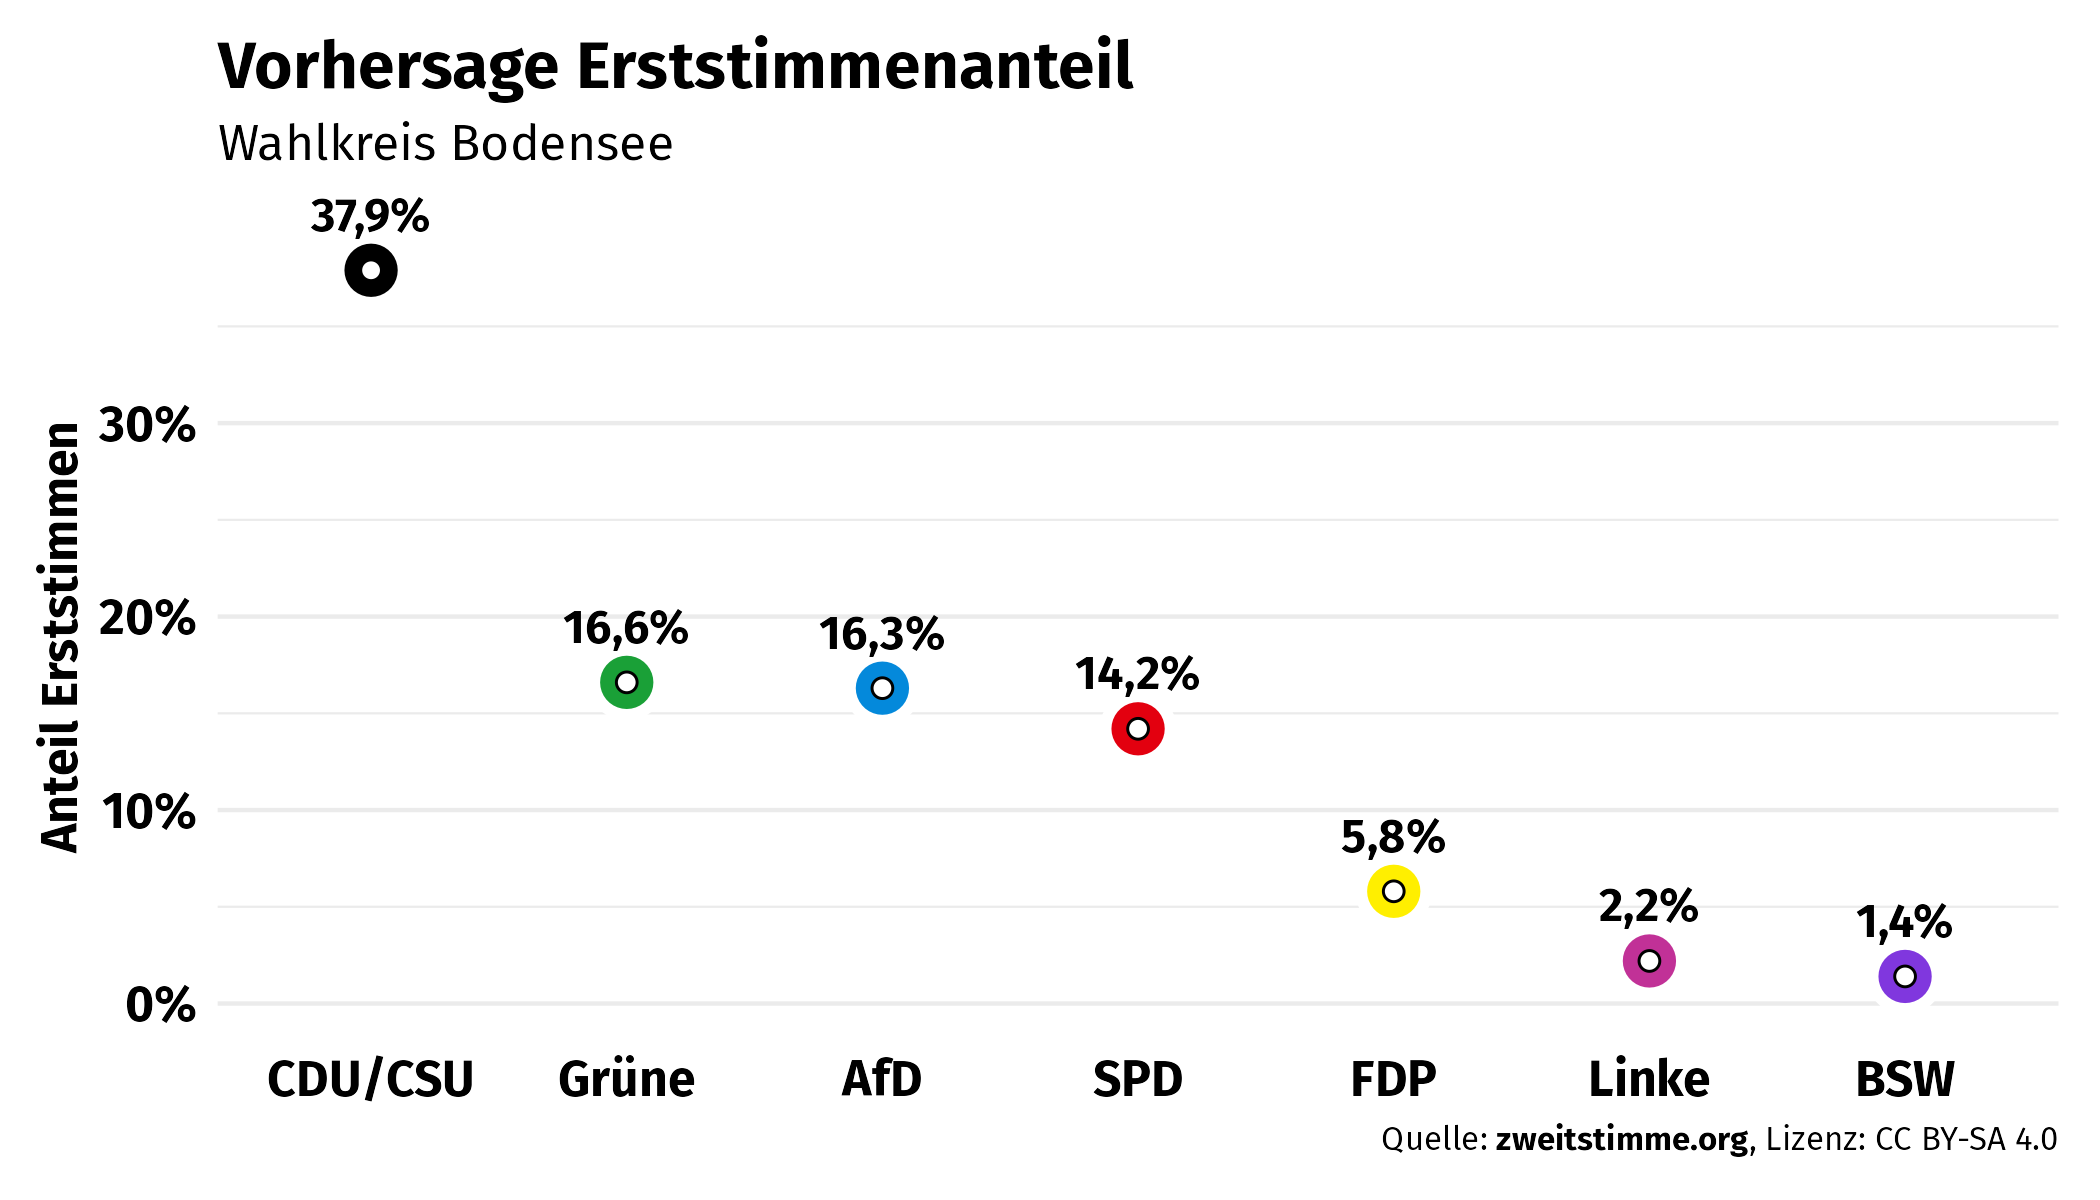 Vorhersage Erststimmenanteil
Wahlkreis Bodensee
37,9%
30%
20%
16,6%
16,3%
14,2%
10%
5,8%
2,2%
1,4%
0%
Anteil Erststimmen
CDU/CSU Grüne AfD SPD FDP Linke BSW
Quelle: zweitstimme.org, Lizenz: CC BY-SA 4.0